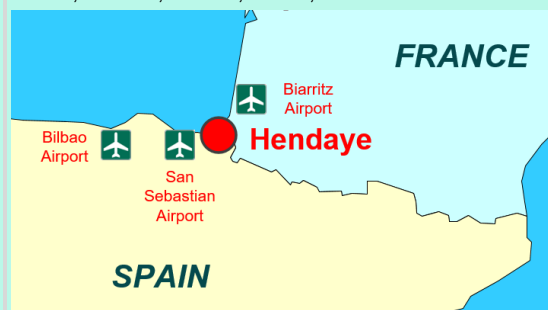 FRANCE
Biarritz
Airport
Hendaye
Bilbao
Airport
San
Sebastian
Airport
SPAIN